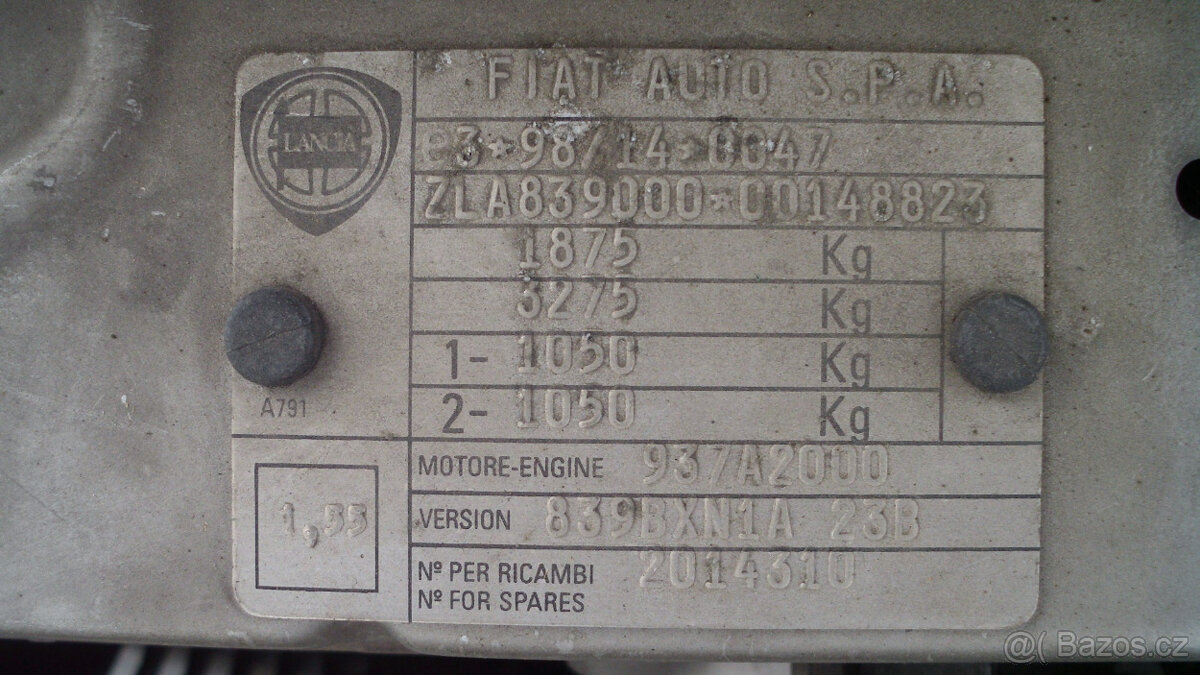 LANCIA
FIAT AUTO S.P.A.
e3*98/14*0047
ZLA839000*00148823
1875 Kg
3275 Kg
1- 1050 Kg
2- 1050 Kg
A791
MOTORE-ENGINE 937A2000
1,55
VERSION 839BXN1A 23B
Nº PER RICAMBI 2014310
Nº FOR SPARES
@( Bazos.cz